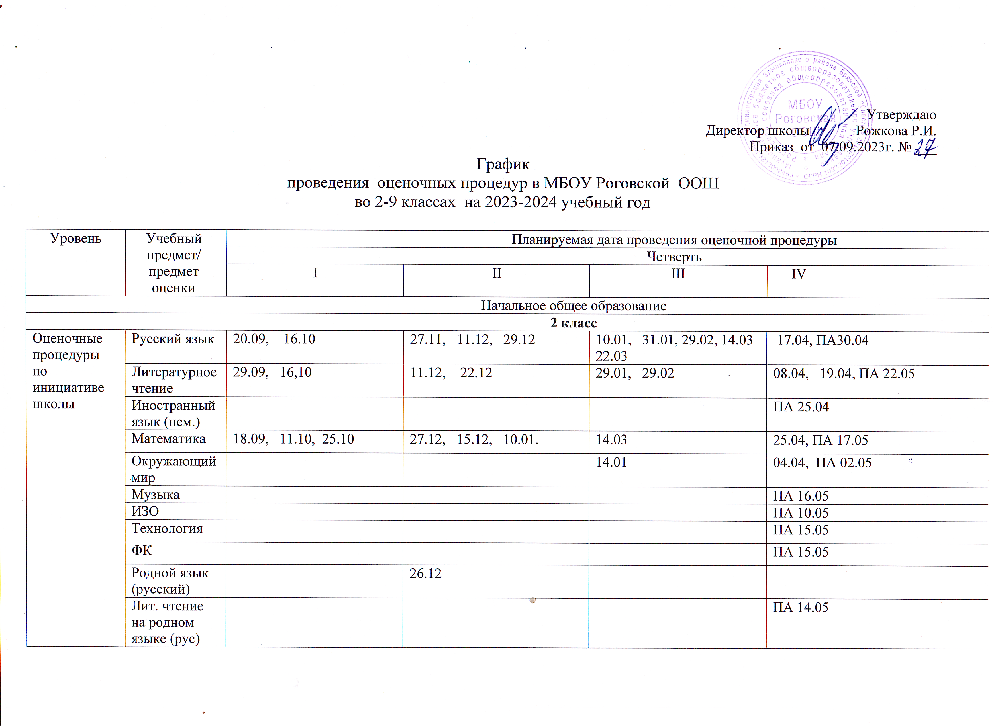 Администрация Злынковского района Брянской области
бюджетное общеобразовательное учреждение
основная общеобразовательная школа
МБОУ
Роговская
ООШ
ОГРН
Утверждаю
Директор школы Рожкова Р.И.
Приказ от 07.09.2023г. № 27
График
проведения оценочных процедур в МБОУ Роговской ООШ
во 2-9 классах на 2023-2024 учебный год
Уровень
Учебный
предмет/
предмет
оценки
Планируемая дата проведения оценочной процедуры
Четверть
I II III IV
Начальное общее образование
2 класс
Оценочные
процедуры
по
инициативе
школы
Русский язык 20.09, 16.10 27.11, 11.12, 29.12 10.01, 31.01, 29.02, 14.03 17.04, ПА30.04
22.03
Литературное 29.09, 16,10 11.12, 22.12 29.01, 29.02 08.04, 19.04, ПА 22.05
чтение
Иностранный ПА 25.04
язык (нем.)
Математика 18.09, 11.10, 25.10 27.12, 15.12, 10.01. 14.03 25.04, ПА 17.05
Окружающий 14.01 04.04, ПА 02.05
мир
Музыка ПА 16.05
ИЗО ПА 10.05
Технология ПА 15.05
ФК ПА 15.05
Родной язык 26.12
(русский)
Лит. чтение ПА 14.05
на родном
языке (рус)